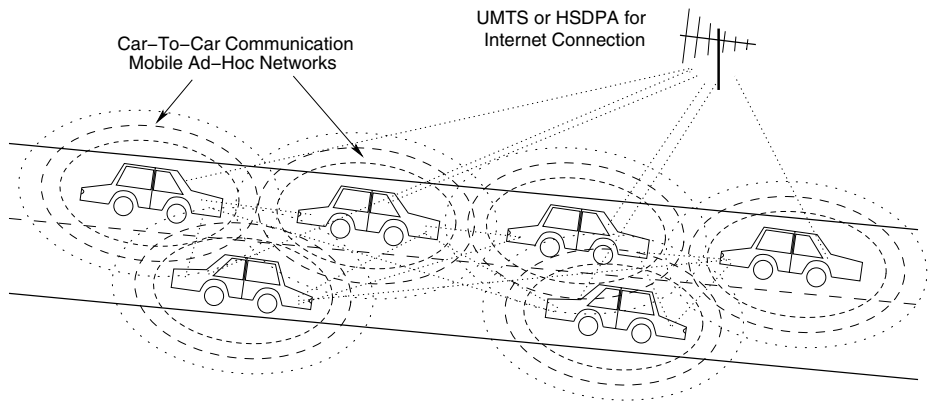 UMTS or HSDPA for
Internet Connection
Car−To−Car Communication
Mobile Ad−Hoc Networks